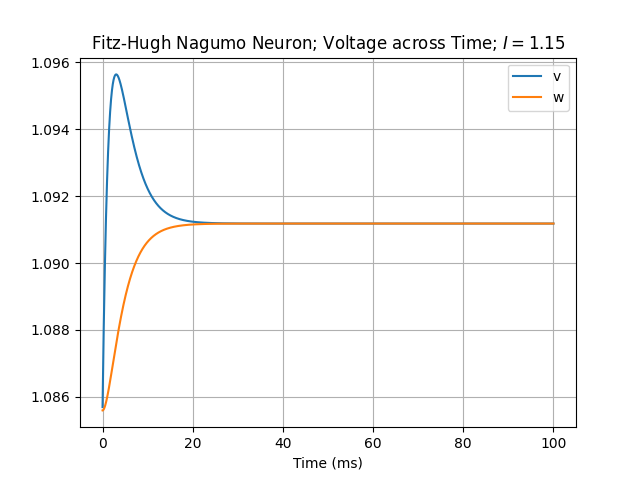 Fitz-Hugh Nagumo Neuron; Voltage across Time; I = 1.15
1.096
1.094
1.092
1.090
1.088
1.086
v
w
0 20 40 60 80 100
Time (ms)